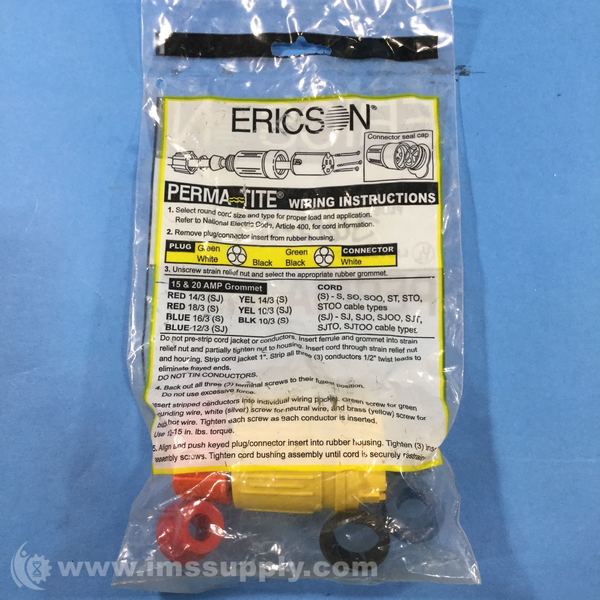 ERICSON®
Connector seal cap
PERMA-TITE® WIRING INSTRUCTIONS
1. Select round cord size and type for proper load and application.
Refer to National Electric Code, Article 400, for cord information.
2. Remove plug/connector insert from rubber housing.
PLUG Green White Black Green Black CONNECTOR White
3. Unscrew strain relief nut and select the appropriate rubber grommet.
15 & 20 AMP Grommet
RED 14/3 (SJ) YEL 14/3 (S)
RED 18/3 (S) YEL 10/3 (SJ)
BLUE 16/3 (S) BLK 10/3 (S)
BLUE 12/3 (SJ)
CORD
(S) - S, SO, SOO, ST, STO,
STOO cable types
(SJ) - SJ, SJO, SJOO, SJT,
SJTO, SJTOO cable types.
Do not pre-strip cord jacket or conductors. Insert ferrule and grommet into strain
relief nut and partially tighten nut to housing. Insert cord through strain relief nut
and housing. Strip cord jacket 1". Strip all three (3) conductors 1/2" twist leads to
eliminate frayed ends.
DO NOT TIN CONDUCTORS.
4. Back out all three (3) terminal screws to their fullest position.
Do not use excessive force.
Insert stripped conductors into individual wiring pockets. Green screw for green
grounding wire, white (silver) screw for neutral wire, and brass (yellow) screw for
hot wire. Tighten each screw as each conductor is inserted.
Use 10-15 in. lbs. torque.
5. Align and push keyed plug/connector insert into rubber housing. Tighten (3)
assembly screws. Tighten cord bushing assembly until cord is securely
www.imssupply.com